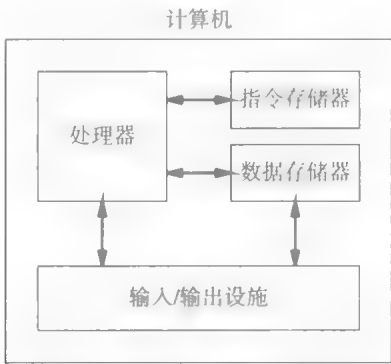 计算机
处理器
指令存储器
数据存储器
输入/输出设施